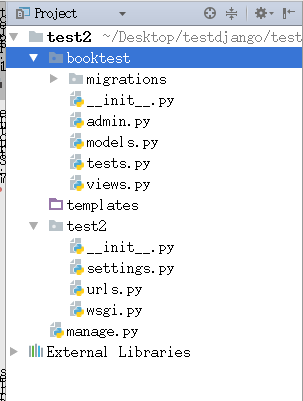 Project
test2 ~/Desktop/testdjango/test
booktest
migrations
__init__.py
admin.py
models.py
tests.py
views.py
templates
test2
__init__.py
settings.py
urls.py
wsgi.py
manage.py
External Libraries